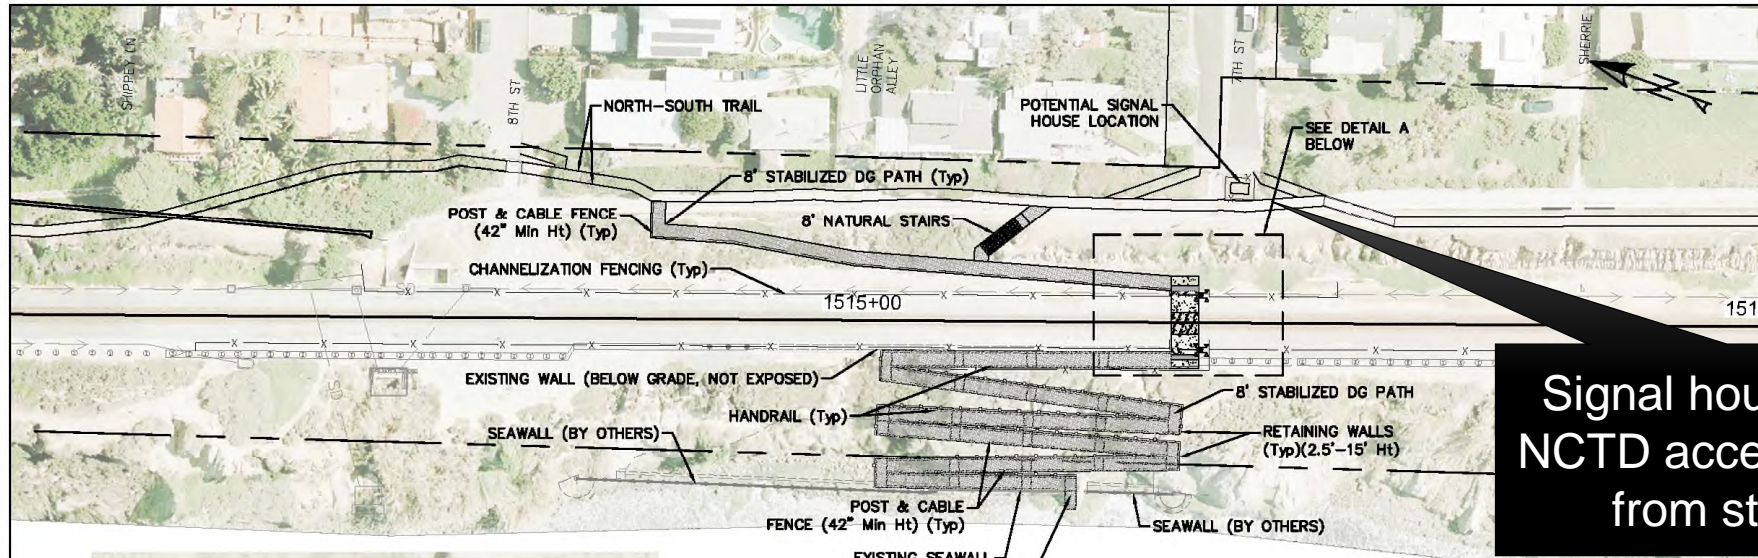 SHIPPEY LN
8TH ST
LITTLE
ORPHAN
ALLEY
7TH ST
SHERRIE
N
NORTH-SOUTH TRAIL
POTENTIAL SIGNAL
HOUSE LOCATION
SEE DETAIL A
BELOW
8' STABILIZED DG PATH (Typ)
POST & CABLE FENCE
(42" Min Ht) (Typ)
8' NATURAL STAIRS
CHANNELIZATION FENCING (Typ)
1515+00
151
EXISTING WALL (BELOW GRADE, NOT EXPOSED)
8' STABILIZED DG PATH
HANDRAIL (Typ)
SEAWALL (BY OTHERS)
RETAINING WALLS
(Typ)(2.5'-15' Ht)
POST & CABLE
FENCE (42" Min Ht) (Typ)
SEAWALL (BY OTHERS)
EXISTING SEAWALL
Signal hou
NCTD acce
from st